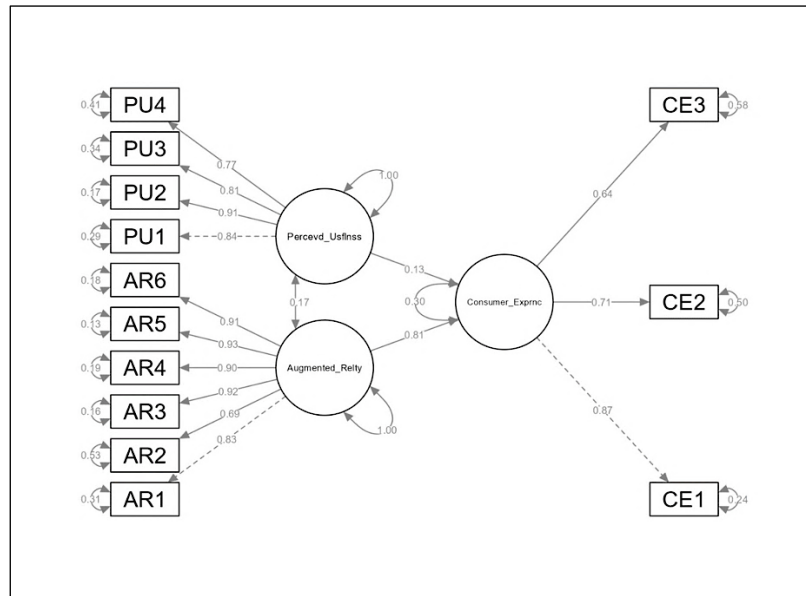 0.41 PU4
0.34 PU3
0.17 PU2
0.29 PU1
0.18 AR6
0.13 AR5
0.19 AR4
0.16 AR3
0.53 AR2
0.31 AR1
0.77
0.81
0.91
0.84
0.91
0.93
0.90
0.92
0.69
0.83
1.00
Percevd_Usflnss
0.17
Augmented_Relty
1.00
0.13
0.30
0.81
Consumer_Exprnc
0.64
0.71
0.87
CE3 0.58
CE2 0.50
CE1 0.24